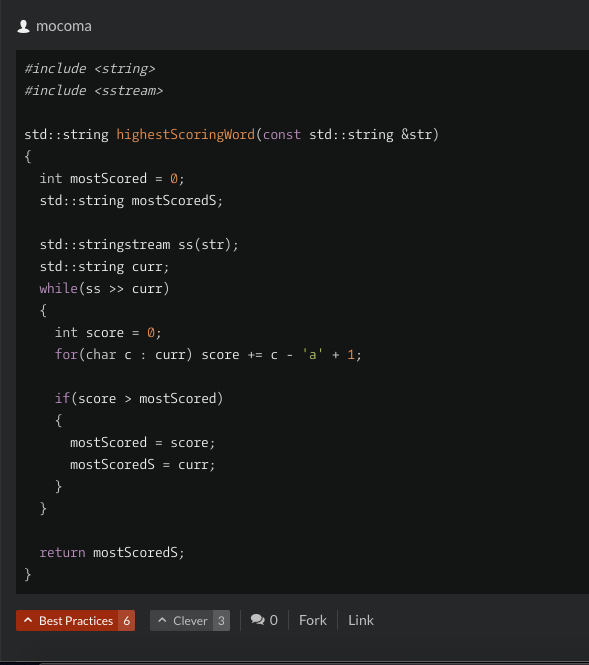 mocoma
#include <string>
#include <sstream>
std::string highestScoringWord(const std::string &str)
{
int mostScored = 0;
std::string mostScoredS;
std::stringstream ss(str);
std::string curr;
while(ss >> curr)
{
int score = 0;
for(char c : curr) score += c - 'a' + 1;
if(score > mostScored)
{
mostScored = score;
mostScoredS = curr;
}
}
return mostScoredS;
}
Best Practices 6 Clever 3 0 Fork Link